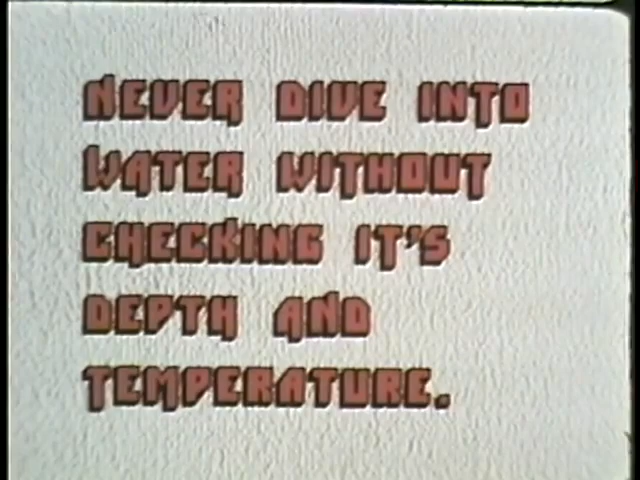 NEVER DIVE INTO
WATER WITHOUT
CHECKING IT'S
DEPTH AND
TEMPERATURE.